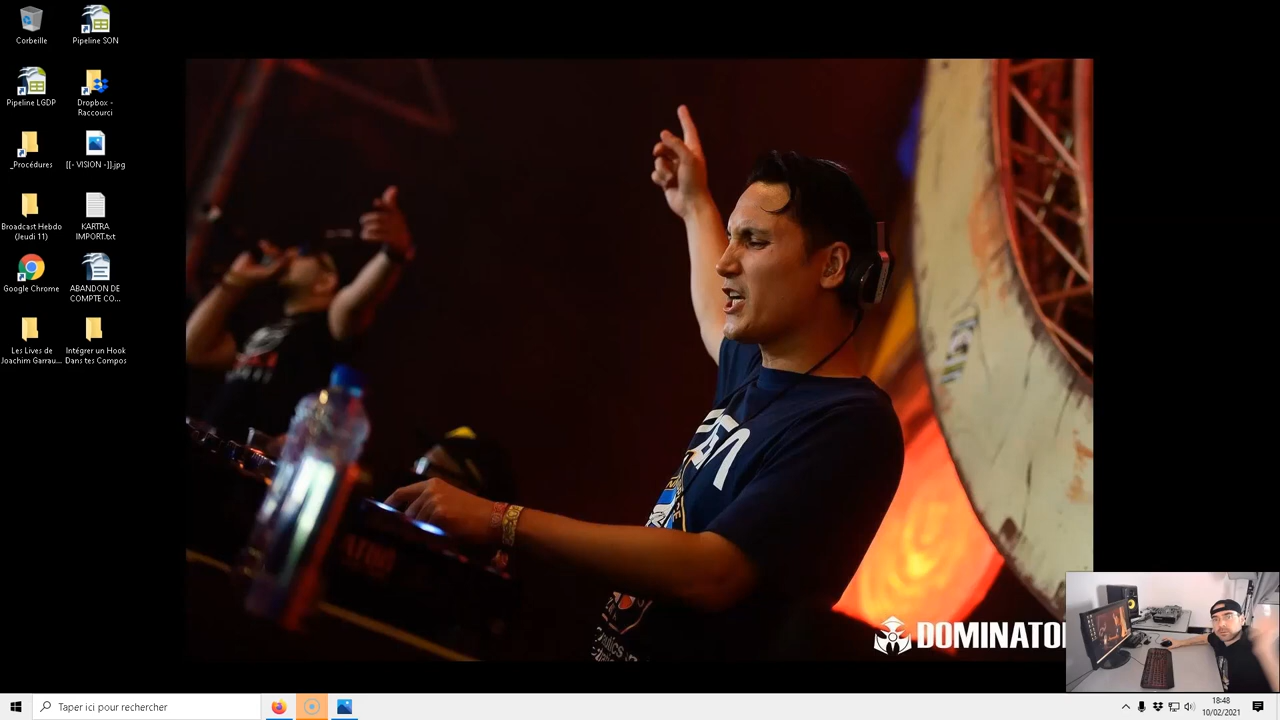 Corbeille
Pipeline SON
Pipeline LGDP
Dropbox -
Raccourci
_Procédures
[[- VISION -]].jpg
Broadcast Hebdo
(Jeudi 11)
KARTRA
IMPORT.txt
Google Chrome
ABANDON DE
COMPTE CO...
Les Lives de
Joachim Garrau...
Intégrer un Hook
Dans tes Compos
DOMINATO
Taper ici pour rechercher
18:48
10/02/2021